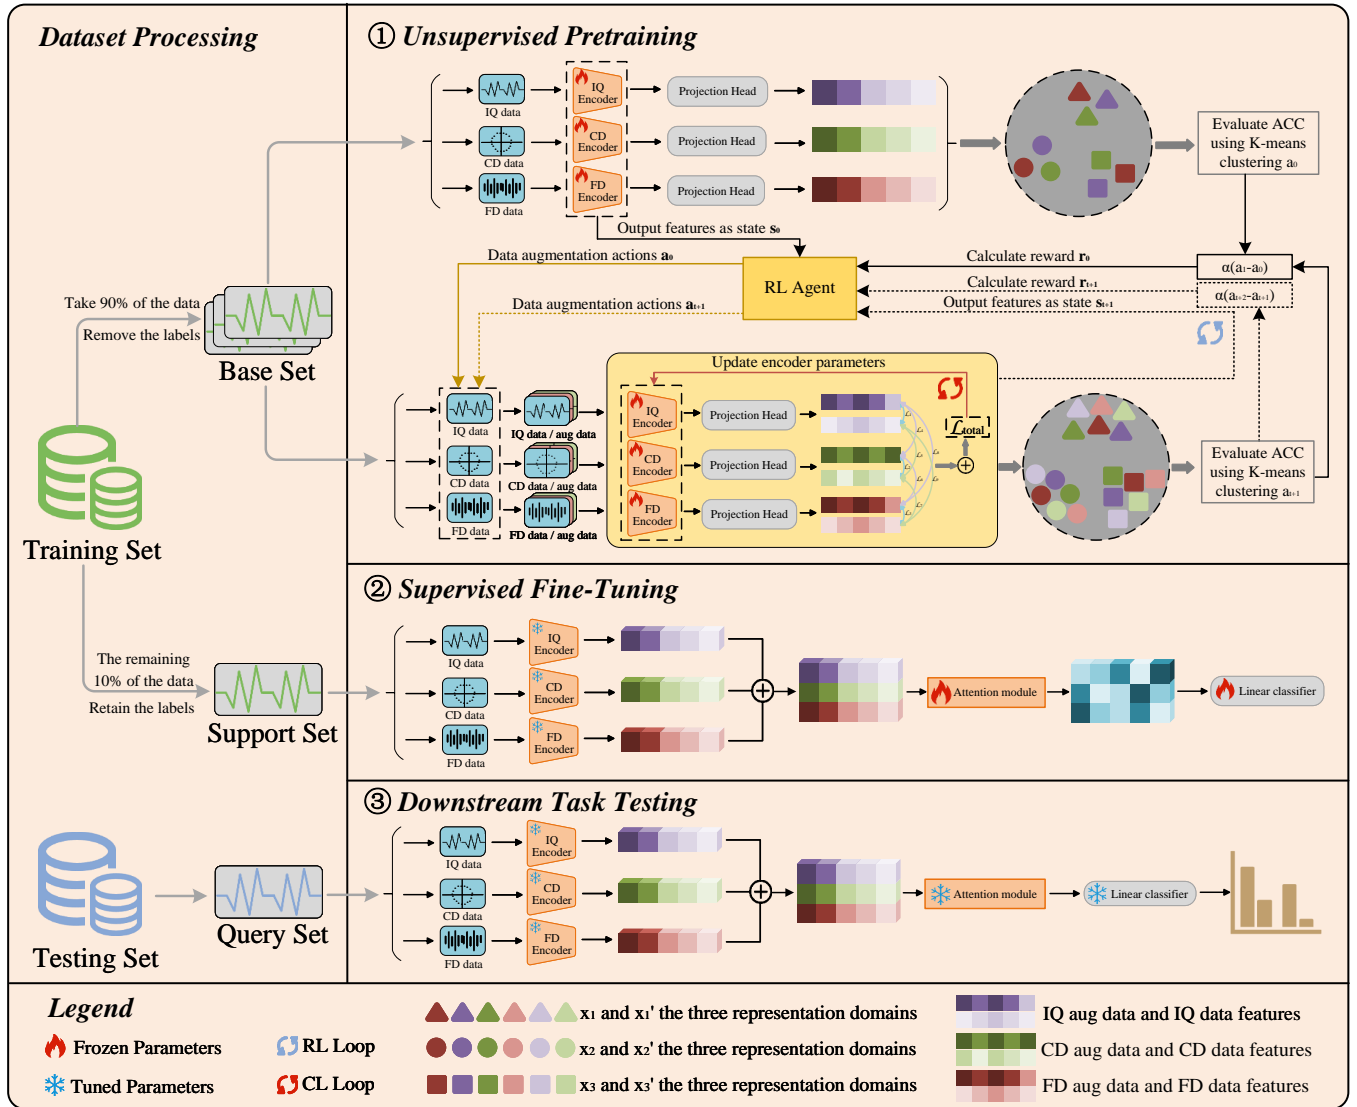 Dataset Processing
Take 90% of the data
Remove the labels
Base Set
Training Set
The remaining
10% of the data
Retain the labels
Support Set
Testing Set
Query Set
① Unsupervised Pretraining
IQ data
IQ
Encoder
Projection Head
CD data
CD
Encoder
Projection Head
FD data
FD
Encoder
Projection Head
Evaluate ACC
using K-means
clustering a₀
Output features as state s₀
Data augmentation actions a₀
Data augmentation actions aₜ₊₁
RL Agent
Calculate reward r₀
Calculate reward rₜ₊₁
Output features as state sₜ₊₁
α(a₁-a₀)
α(aₜ₊₂-aₜ₊₁)
Update encoder parameters
IQ data
IQ data / aug data
IQ
Encoder
Projection Head
CD data
CD data / aug data
CD
Encoder
Projection Head
FD data
FD data / aug data
FD
Encoder
Projection Head
ℒtotal
Evaluate ACC
using K-means
clustering aₜ₊₁
② Supervised Fine-Tuning
IQ data
IQ
Encoder
CD data
CD
Encoder
FD data
FD
Encoder
Attention module
Linear classifier
③ Downstream Task Testing
IQ data
IQ
Encoder
CD data
CD
Encoder
FD data
FD
Encoder
Attention module
Linear classifier
Legend
Frozen Parameters
Tuned Parameters
RL Loop
CL Loop
x₁ and x₁' the three representation domains
x₂ and x₂' the three representation domains
x₃ and x₃' the three representation domains
IQ aug data and IQ data features
CD aug data and CD data features
FD aug data and FD data features